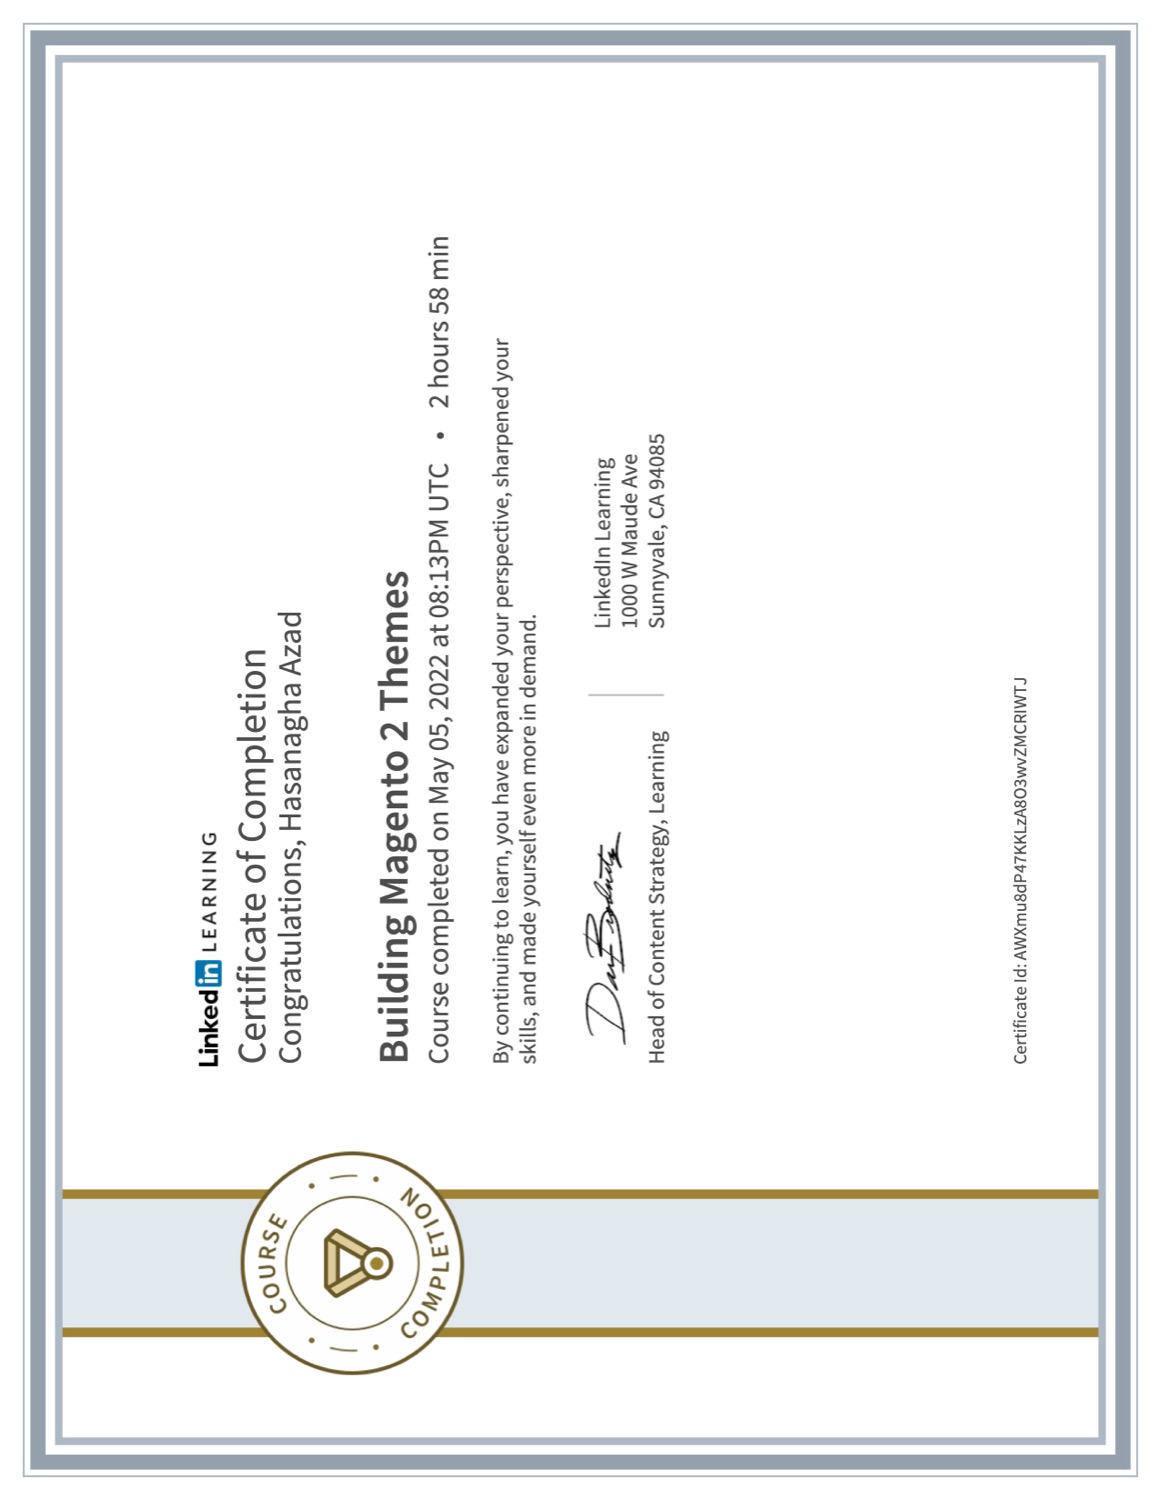 LinkedIn LEARNING
Certificate of Completion
Congratulations, Hasanagha Azad
COURSE
COMPLETION
Building Magento 2 Themes
Course completed on May 05, 2022 at 08:13PM UTC • 2 hours 58 min
By continuing to learn, you have expanded your perspective, sharpened your
skills, and made yourself even more in demand.
Head of Content Strategy, Learning
LinkedIn Learning
1000 W Maude Ave
Sunnyvale, CA 94085
Certificate Id: AWXmu8dP47KKLzA8O3wvZMCRIWTJ